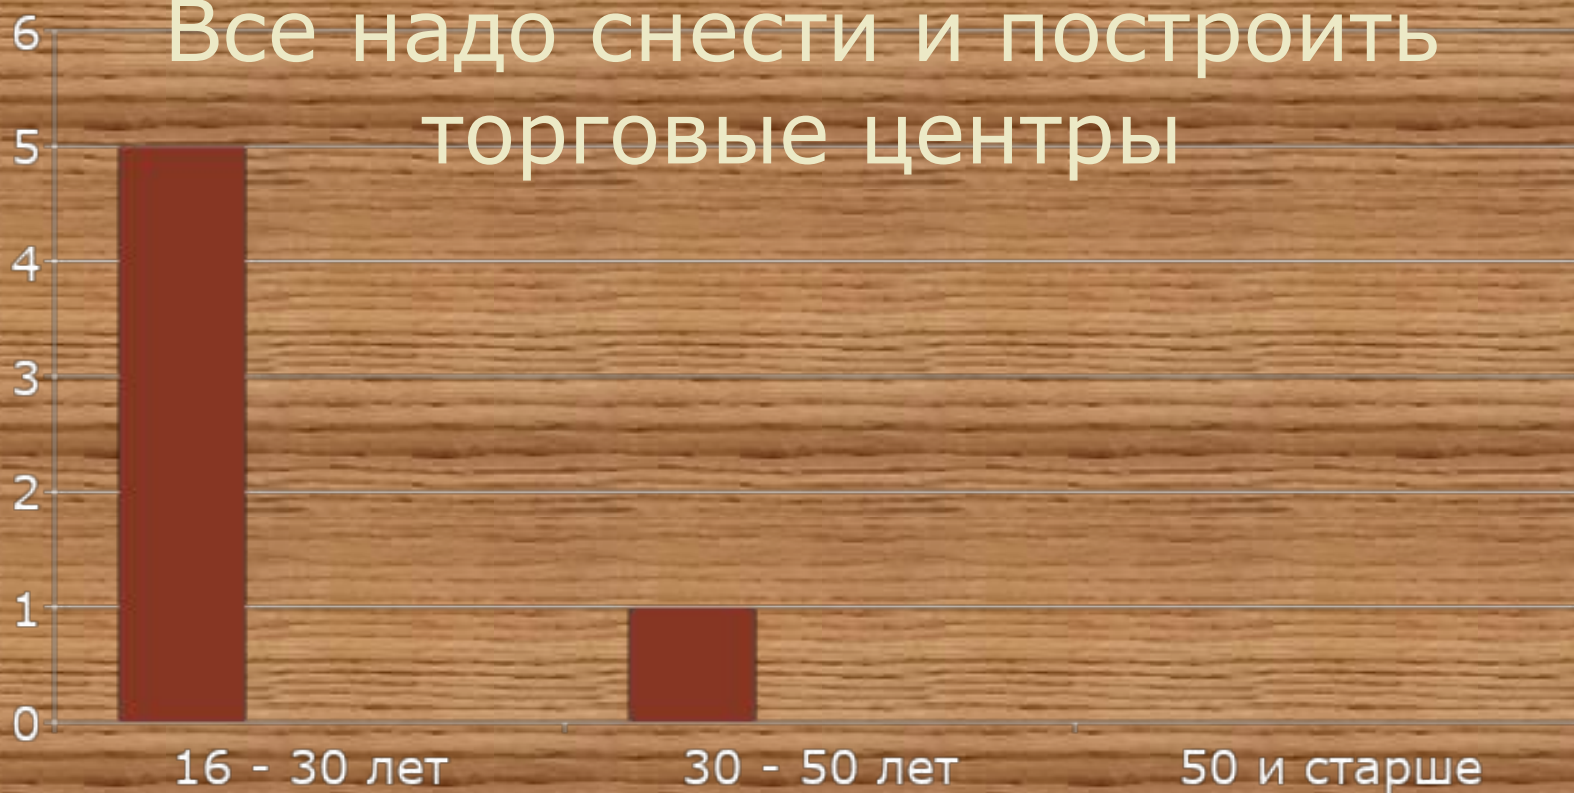 Все надо снести и построить
торговые центры
6
5
4
3
2
1
0
16 - 30 лет
30 - 50 лет
50 и старше